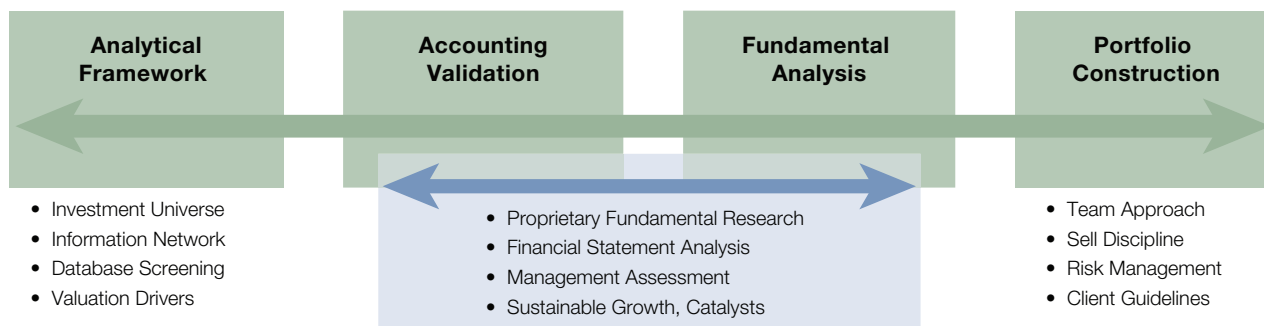 Analytical
Framework
Accounting
Validation
Fundamental
Analysis
Portfolio
Construction
• Investment Universe
• Information Network
• Database Screening
• Valuation Drivers
• Proprietary Fundamental Research
• Financial Statement Analysis
• Management Assessment
• Sustainable Growth, Catalysts
• Team Approach
• Sell Discipline
• Risk Management
• Client Guidelines